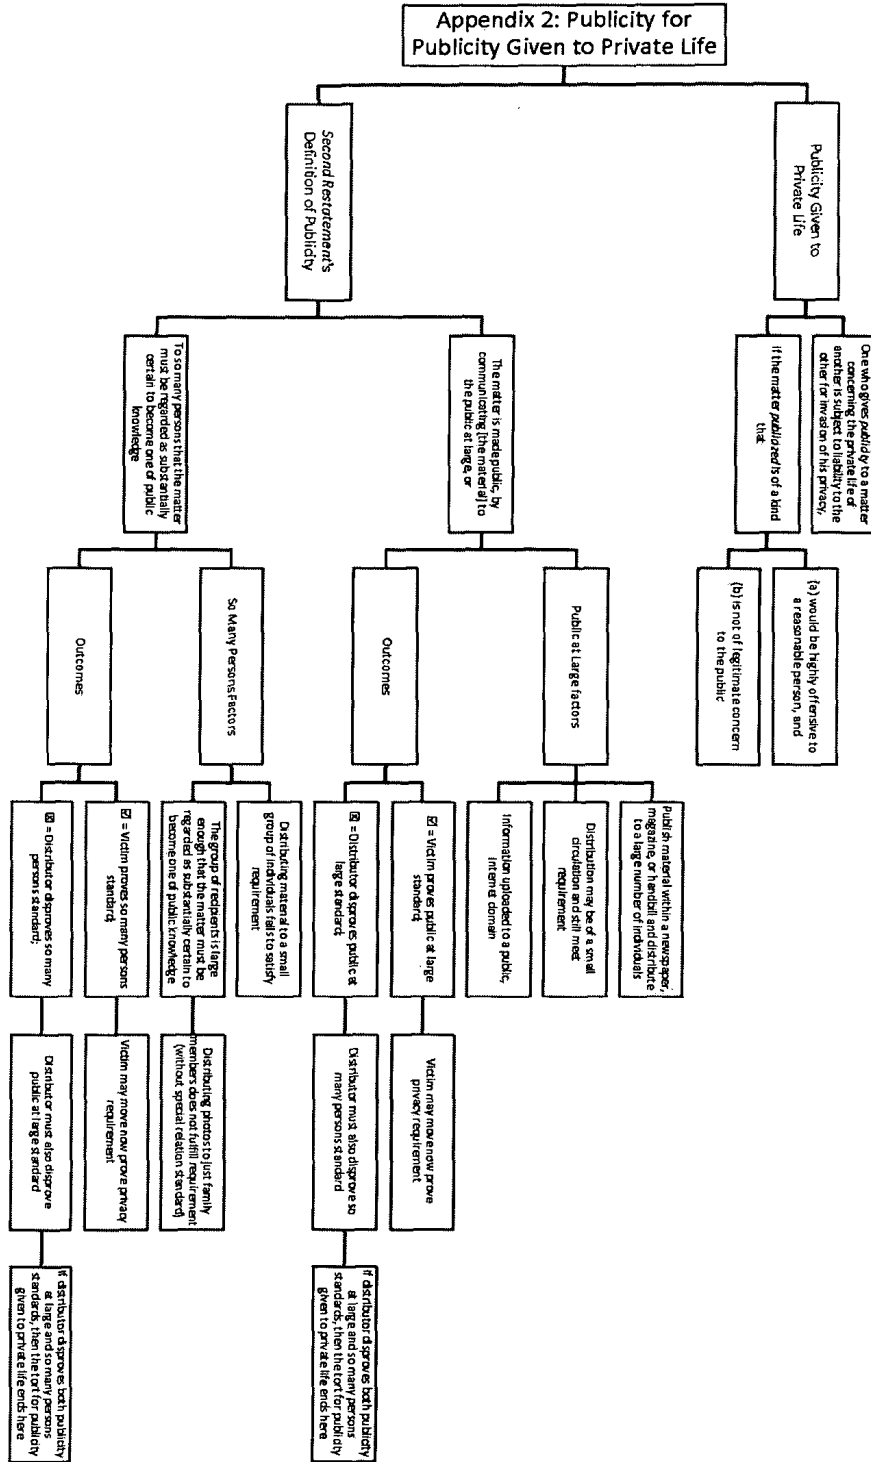 Appendix 2: Publicity for
Publicity Given to Private Life
Publicity Given to
Private Life
One who gives publicity to a matter
concerning the private life of
another is subject to liability to the
other for invasion of his privacy,
if the matter publicized is of a kind
that
(a) would be highly offensive to
a reasonable person, and
(b) is not of legitimate concern
to the public
Second Restatement's
Definition of Publicity
The matter is made public, by
communicating [the material] to
the public at large, or
Public at Large factors
Publish material within a newspaper,
magazine, or handbill and distribute
to a large number of individuals
Distribution may be of a small
circulation and still meet
requirement
Information uploaded to a public,
internet domain
Outcomes
☑ = Victim proves public at large
standard;
Victim may move now prove
privacy requirement
☒ = Distributor disproves public at
large standard;
Distributor must also disprove so
many persons standard
If distributor disproves both publicity
at large and so many persons
standards, then the tort for publicity
given to private life ends here
To so many persons that the matter
must be regarded as substantially
certain to become one of public
knowledge
So Many Persons Factors
Distributing material to a small
group of individuals fails to satisfy
requirement
The group of recipients is large
enough that the matter must be
regarded as substantially certain to
become one of public knowledge
Distributing photos to just family
members does not fulfill requirement
(without special relation standard)
Outcomes
☑ = Victim proves so many persons
standard;
Victim may move now prove privacy
requirement
☒ = Distributor disproves so many
persons standard;
Distributor must also disprove
public at large standard
If distributor disproves both publicity
at large and so many persons
standards, then the tort for publicity
given to private life ends here